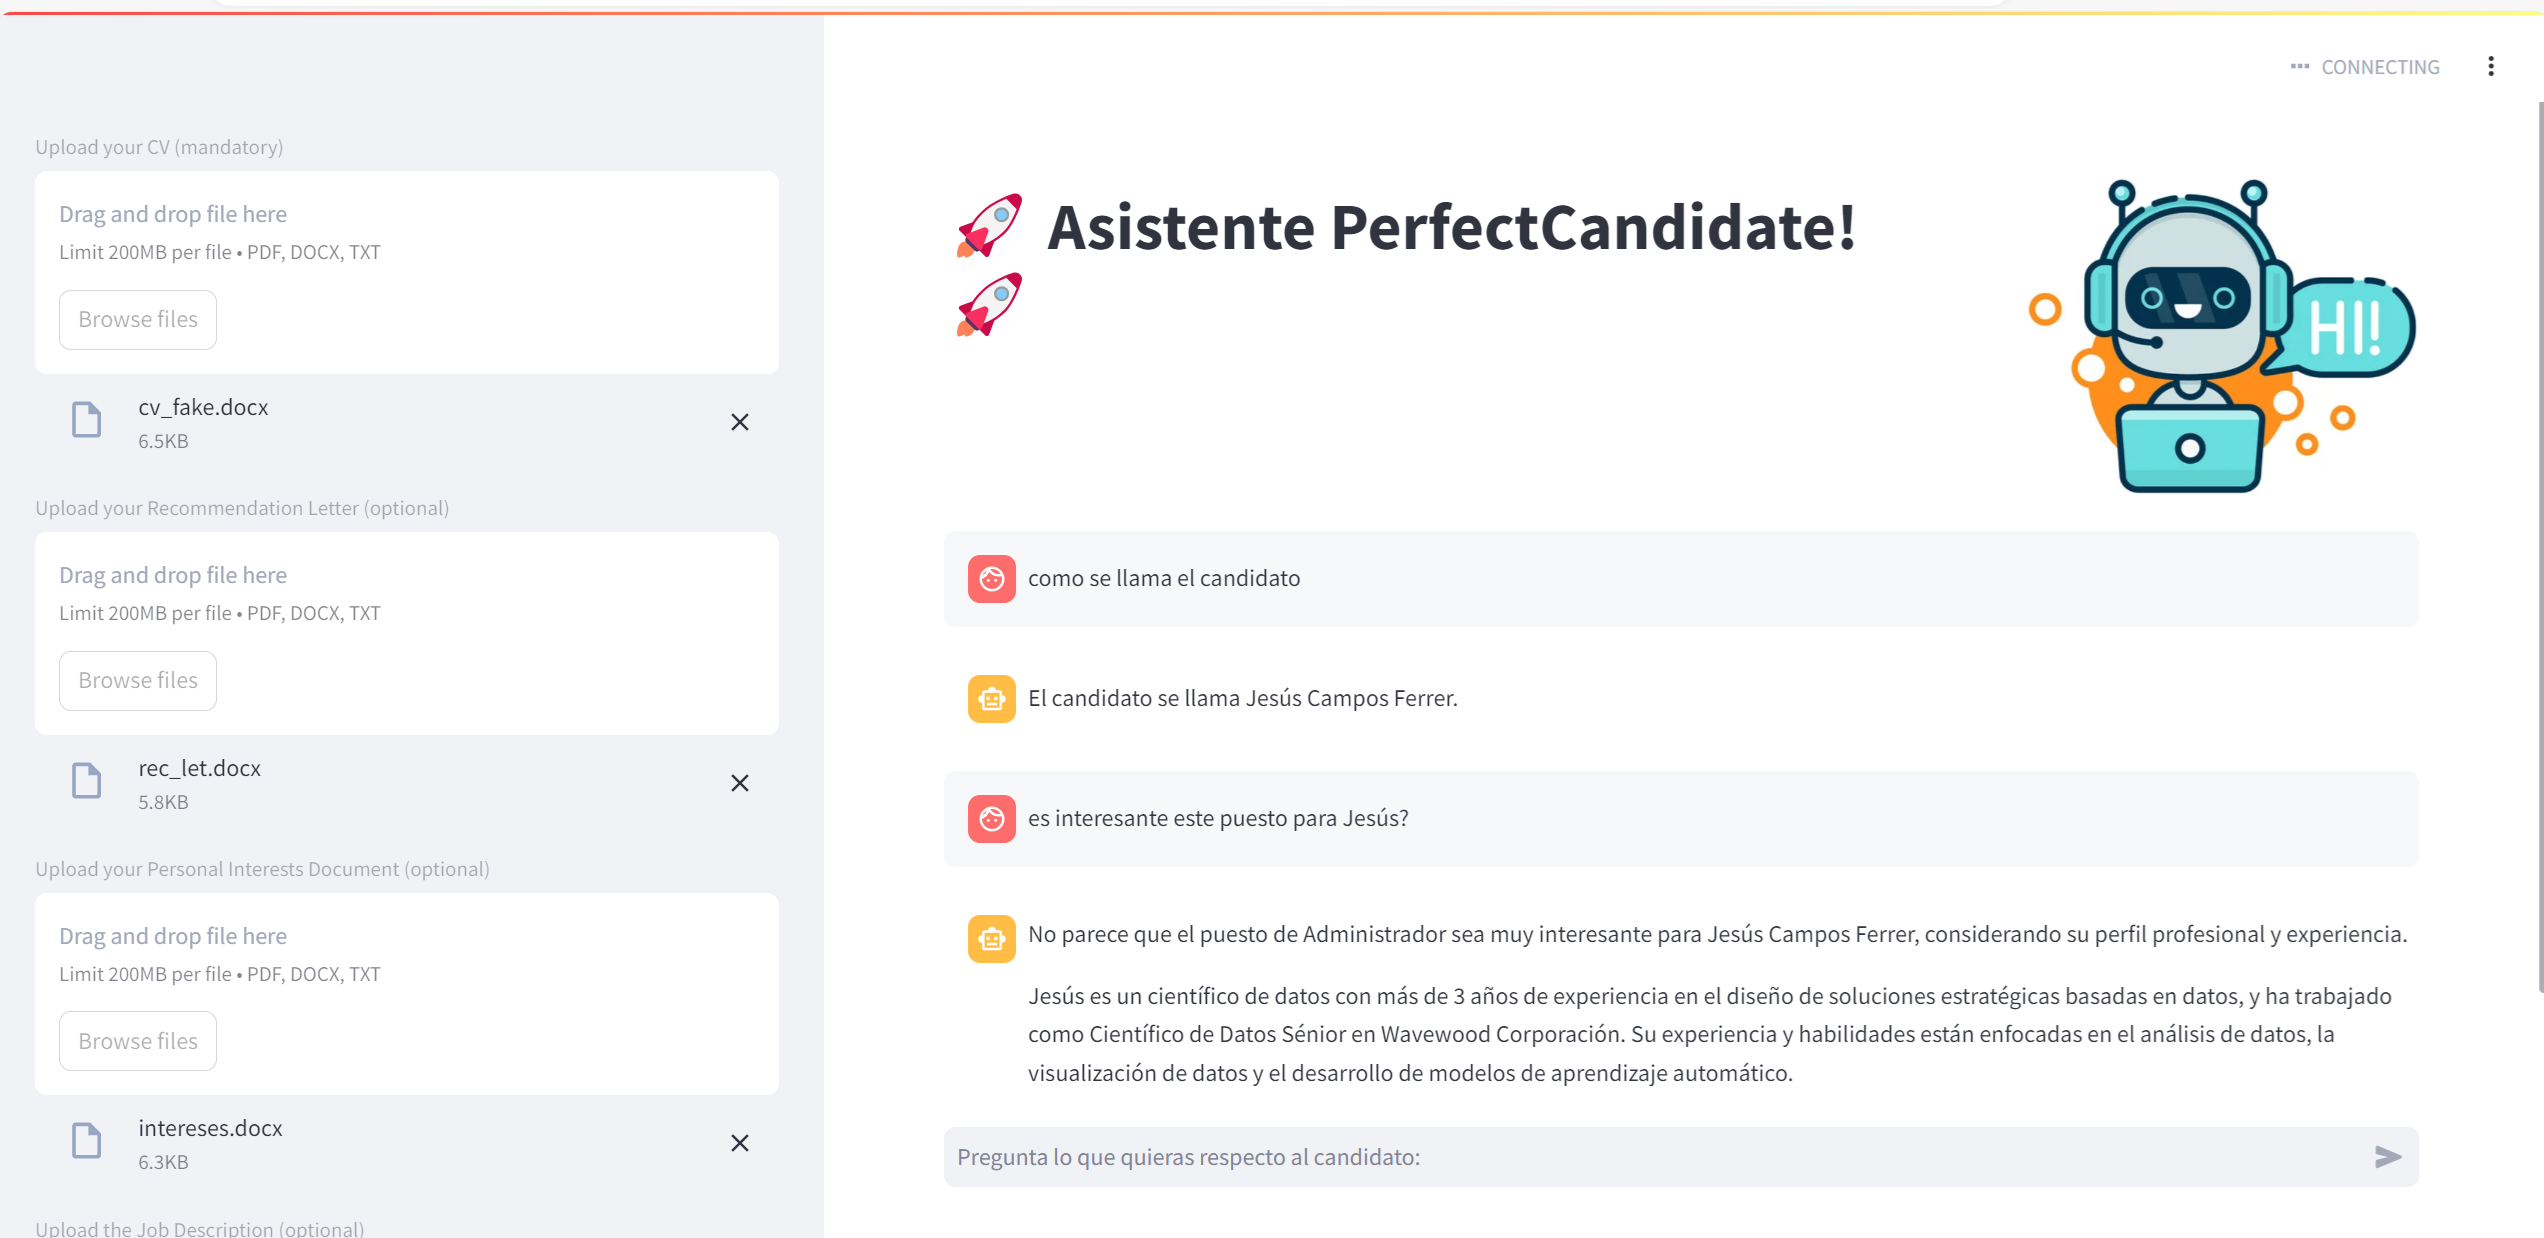 CONNECTING
Upload your CV (mandatory)
Drag and drop file here
Limit 200MB per file • PDF, DOCX, TXT
Browse files
cv_fake.docx
6.5KB
Upload your Recommendation Letter (optional)
Drag and drop file here
Limit 200MB per file • PDF, DOCX, TXT
Browse files
rec_let.docx
5.8KB
Upload your Personal Interests Document (optional)
Drag and drop file here
Limit 200MB per file • PDF, DOCX, TXT
Browse files
intereses.docx
6.3KB
Upload the Job Description (optional)
Asistente PerfectCandidate!
HI!
como se llama el candidato
El candidato se llama Jesús Campos Ferrer.
es interesante este puesto para Jesús?
No parece que el puesto de Administrador sea muy interesante para Jesús Campos Ferrer, considerando su perfil profesional y experiencia.
Jesús es un científico de datos con más de 3 años de experiencia en el diseño de soluciones estratégicas basadas en datos, y ha trabajado
como Científico de Datos Sénior en Wavewood Corporación. Su experiencia y habilidades están enfocadas en el análisis de datos, la
visualización de datos y el desarrollo de modelos de aprendizaje automático.
Pregunta lo que quieras respecto al candidato: